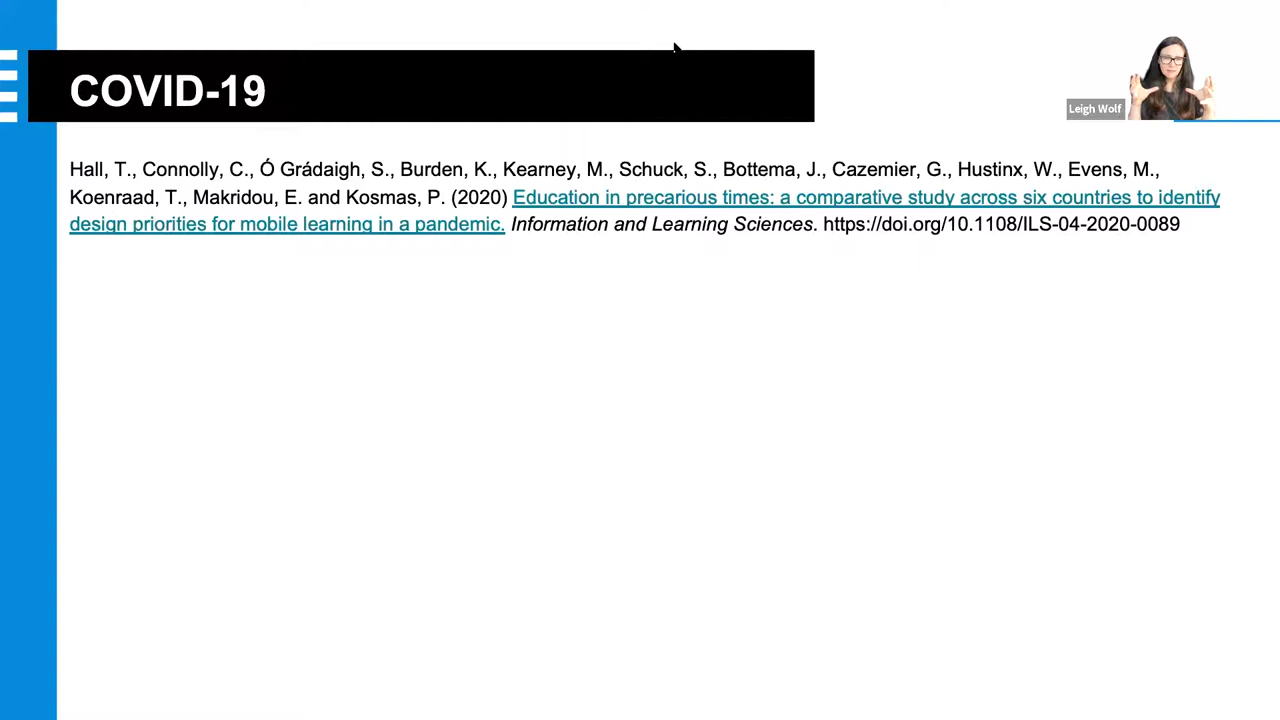 COVID-19
Leigh Wolf
Hall, T., Connolly, C., Ó Grádaigh, S., Burden, K., Kearney, M., Schuck, S., Bottema, J., Cazemier, G., Hustinx, W., Evens, M.,
Koenraad, T., Makridou, E. and Kosmas, P. (2020) Education in precarious times: a comparative study across six countries to identify
design priorities for mobile learning in a pandemic. Information and Learning Sciences. https://doi.org/10.1108/ILS-04-2020-0089